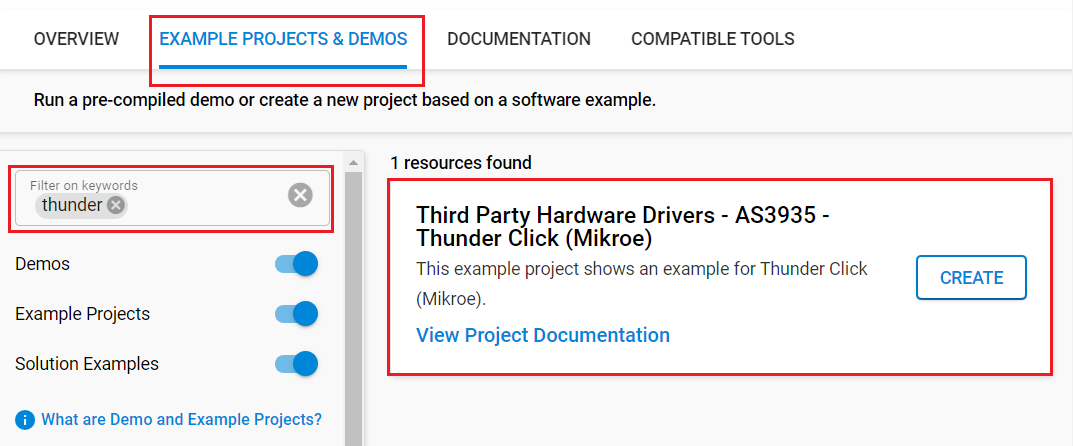 OVERVIEW EXAMPLE PROJECTS & DEMOS DOCUMENTATION COMPATIBLE TOOLS
Run a pre-compiled demo or create a new project based on a software example.
Filter on keywords
thunder
Demos
Example Projects
Solution Examples
What are Demo and Example Projects?
1 resources found
Third Party Hardware Drivers - AS3935 -
Thunder Click (Mikroe)
This example project shows an example for Thunder Click
(Mikroe).
View Project Documentation
CREATE